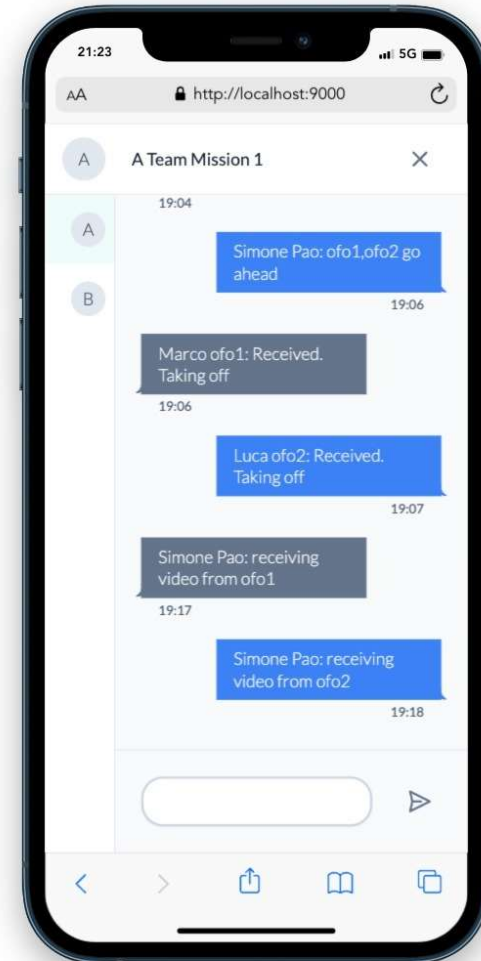 21:23
5G
AA
http://localhost:9000
A
A Team Mission 1
A
B
19:04
Simone Pao: ofo1,ofo2 go
ahead
19:06
Marco ofo1: Received.
Taking off
19:06
Luca ofo2: Received.
Taking off
19:07
Simone Pao: receiving
video from ofo1
19:17
Simone Pao: receiving
video from ofo2
19:18